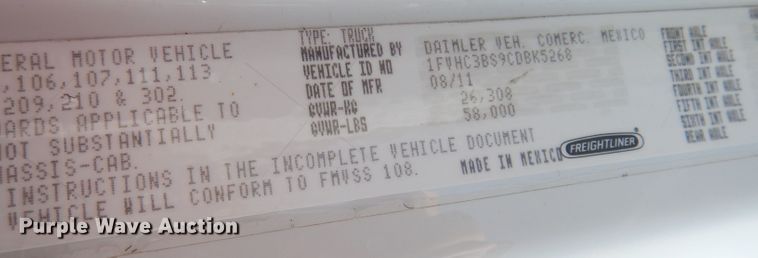 TYPE: TRUCK
ERAL MOTOR VEHICLE
,106,107,111,113
209,210 & 302.
ARDS APPLICABLE TO
NOT SUBSTANTIALLY
HASSIS-CAB.
INSTRUCTIONS IN THE INCOMPLETE VEHICLE DOCUMENT
VEHICLE WILL CONFORM TO FMVSS 108.
MANUFACTURED BY DAIMLER VEH. COMERC. MEXICO
VEHICLE ID NO 1FVHC3BS9CDBK5268
DATE OF MFR 08/11
GVWR-KG 26,308
GVWR-LBS 58,000
MADE IN MEXICO
FREIGHTLINER
FRONT AXLE
FIRST INT AXLE
SECOND INT AXLE
THIRD INT AXLE
FOURTH INT AXLE
FIFTH INT AXLE
SIXTH INT AXLE
REAR AXLE
Purple Wave Auction